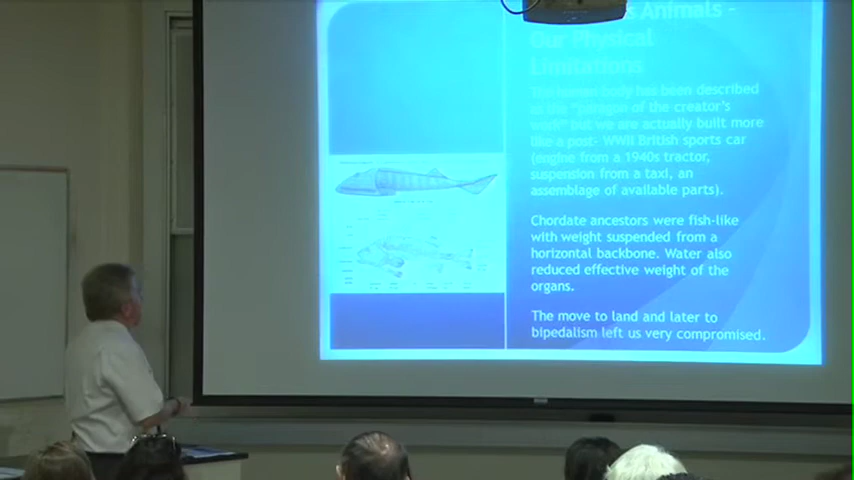 s Animals -
Our Physical
Limitations
The human body has been described
as the "paragon of the creator's
work" but we are actually built more
like a post- WWII British sports car
(engine from a 1940s tractor,
suspension from a taxi, an
assemblage of available parts).
Chordate ancestors were fish-like
with weight suspended from a
horizontal backbone. Water also
reduced effective weight of the
organs.
The move to land and later to
bipedalism left us very compromised.